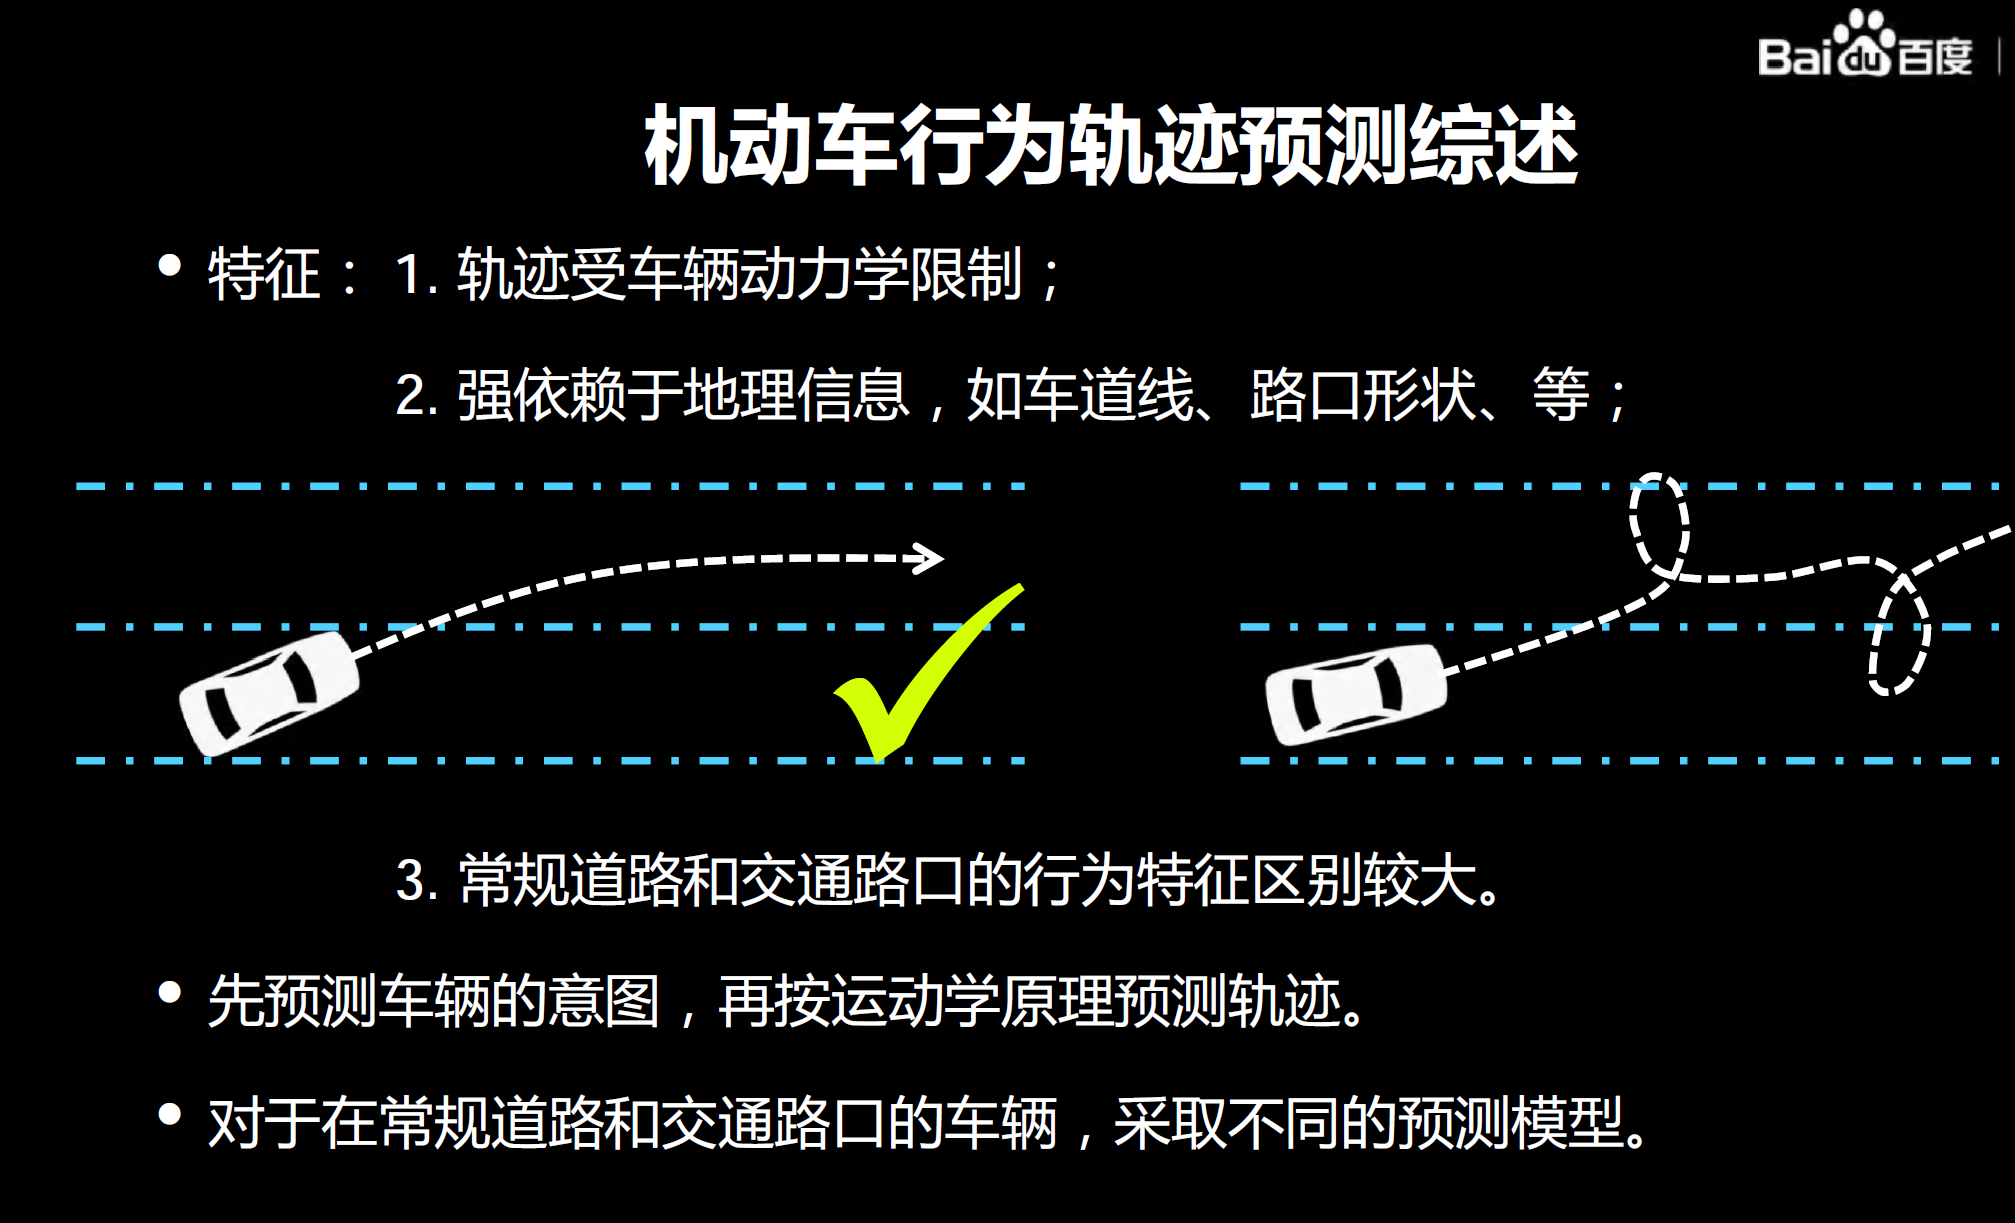 Baidu百度
机动车行为轨迹预测综述
• 特征：1. 轨迹受车辆动力学限制；
2. 强依赖于地理信息，如车道线、路口形状、等；
3. 常规道路和交通路口的行为特征区别较大。
• 先预测车辆的意图，再按运动学原理预测轨迹。
• 对于在常规道路和交通路口的车辆，采取不同的预测模型。